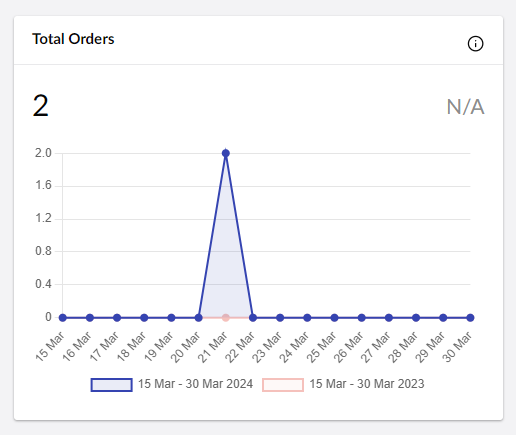 Total Orders
2
N/A
2.0
1.6
1.2
0.8
0.4
0
15 Mar
16 Mar
17 Mar
18 Mar
19 Mar
20 Mar
21 Mar
22 Mar
23 Mar
24 Mar
25 Mar
26 Mar
27 Mar
28 Mar
29 Mar
30 Mar
15 Mar - 30 Mar 2024
15 Mar - 30 Mar 2023